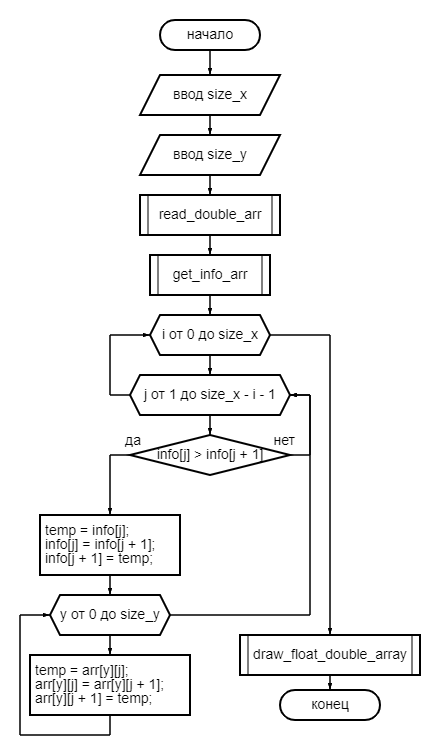 начало
ввод size_x
ввод size_y
read_double_arr
get_info_arr
i от 0 до size_x
j от 1 до size_x - i - 1
да
нет
info[j] > info[j + 1]
temp = info[j];
info[j] = info[j + 1];
info[j + 1] = temp;
y от 0 до size_y
temp = arr[y][j];
arr[y][j] = arr[y][j + 1];
arr[y][j + 1] = temp;
draw_float_double_array
конец